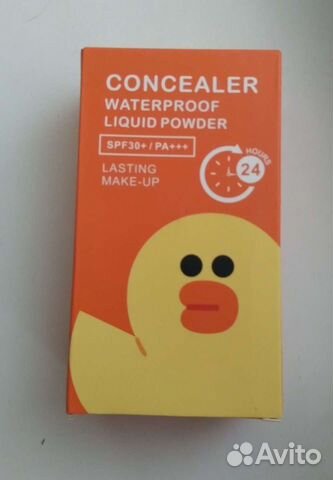 CONCEALER
WATERPROOF
LIQUID POWDER
SPF30+ / PA+++
LASTING
MAKE-UP
HOURS
24
Avito